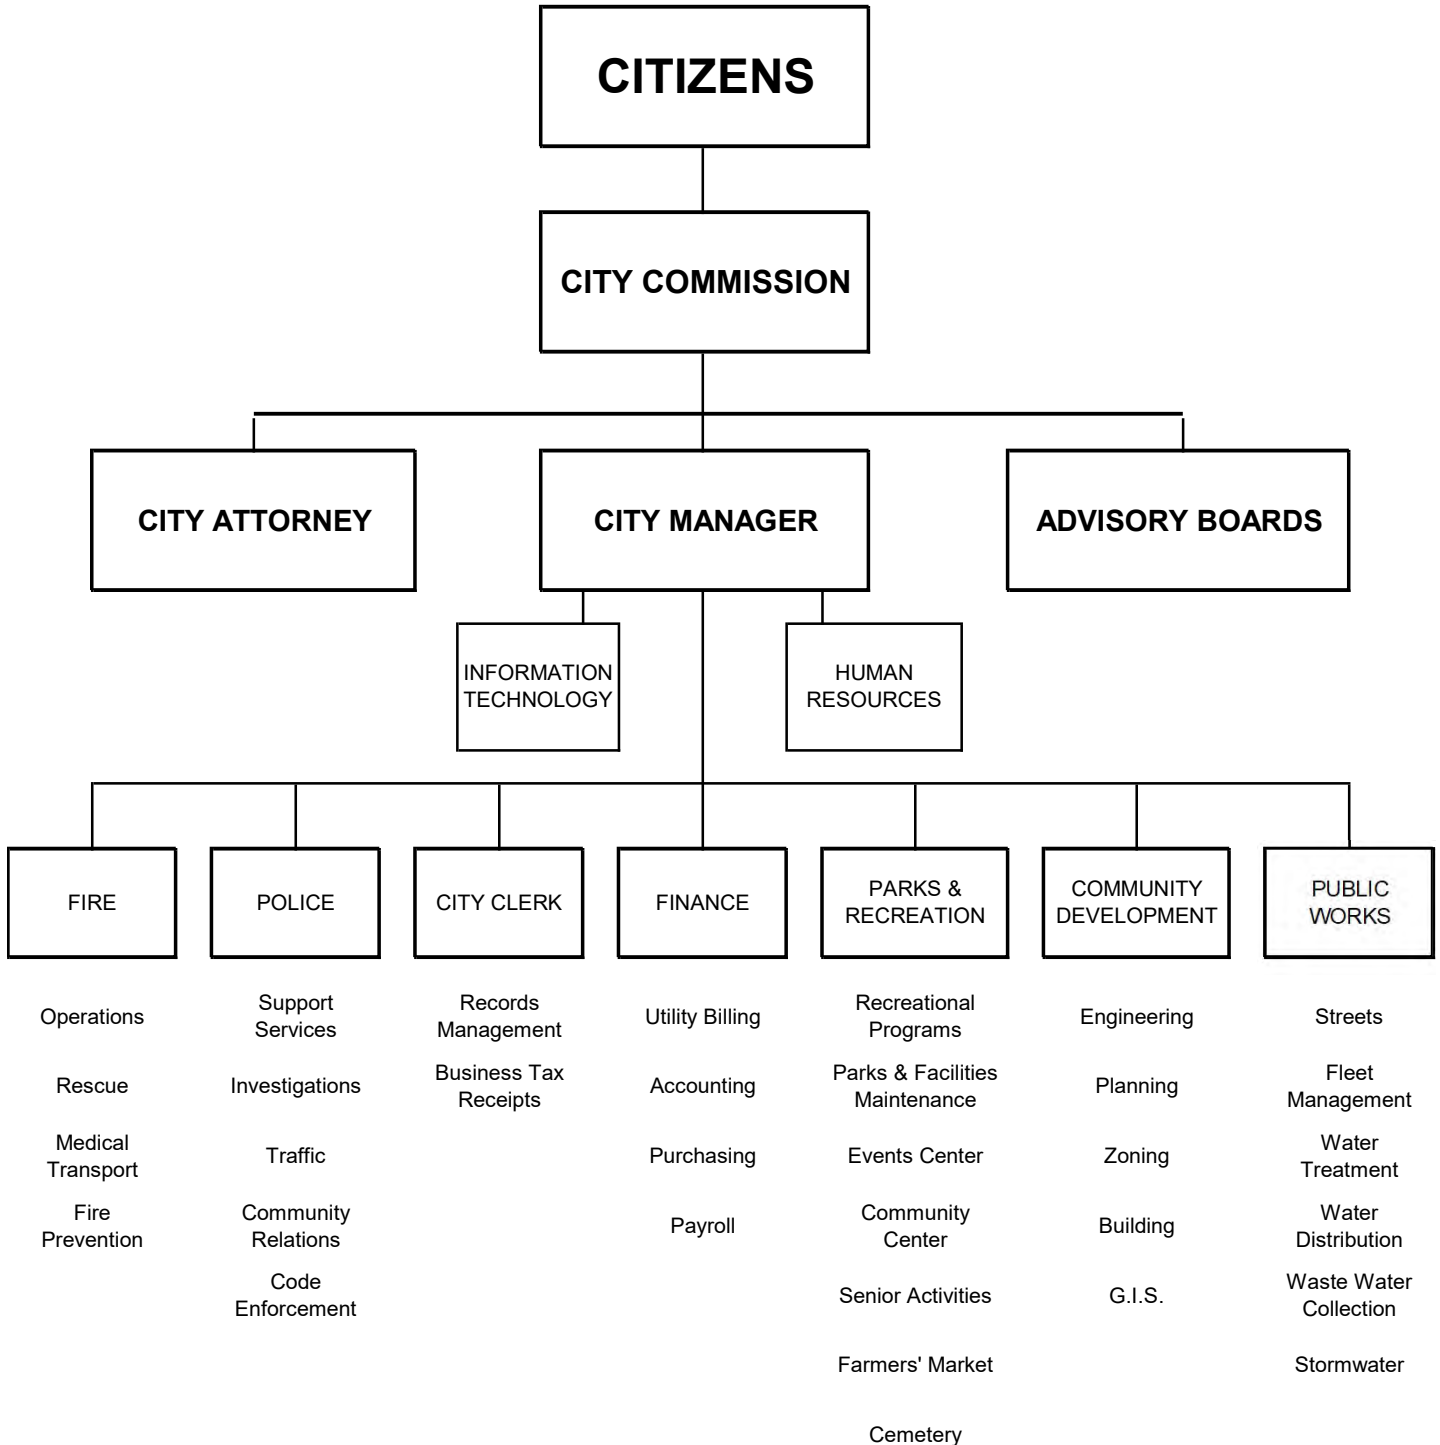 CITIZENS
CITY COMMISSION
CITY ATTORNEY
CITY MANAGER
ADVISORY BOARDS
INFORMATION
TECHNOLOGY
HUMAN
RESOURCES
FIRE
POLICE
CITY CLERK
FINANCE
PARKS &
RECREATION
COMMUNITY
DEVELOPMENT
PUBLIC
WORKS
Operations
Rescue
Medical
Transport
Fire
Prevention
Support
Services
Investigations
Traffic
Community
Relations
Code
Enforcement
Records
Management
Business Tax
Receipts
Utility Billing
Accounting
Purchasing
Payroll
Recreational
Programs
Parks & Facilities
Maintenance
Events Center
Community
Center
Senior Activities
Farmers' Market
Cemetery
Engineering
Planning
Zoning
Building
G.I.S.
Streets
Fleet
Management
Water
Treatment
Water
Distribution
Waste Water
Collection
Stormwater